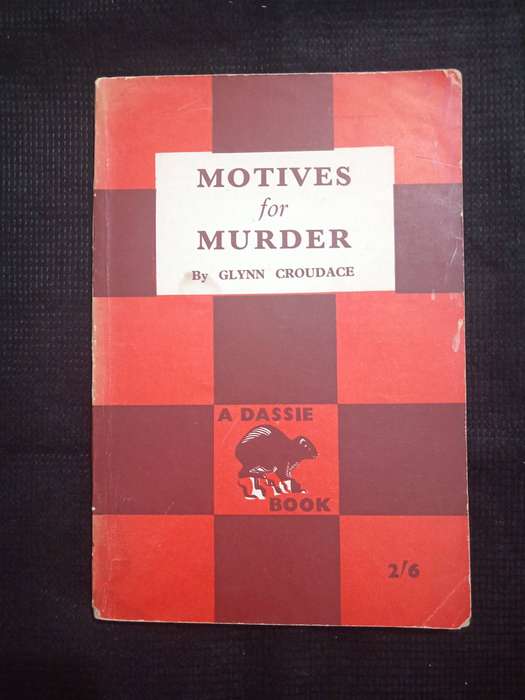 MOTIVES
for
MURDER
By GLYNN CROUDACE
A DASSIE
BOOK
2/6